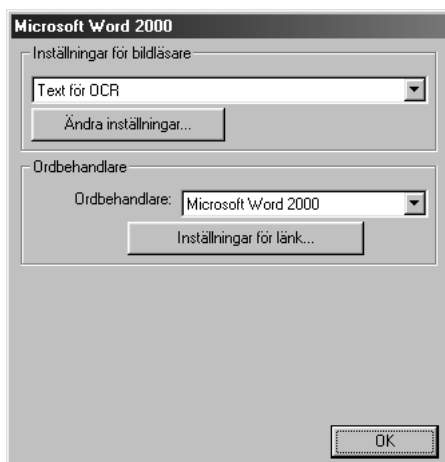 Microsoft Word 2000
Inställningar för bildläsare
Text för OCR
Ändra inställningar...
Ordbehandlare
Ordbehandlare: Microsoft Word 2000
Inställningar för länk...
OK